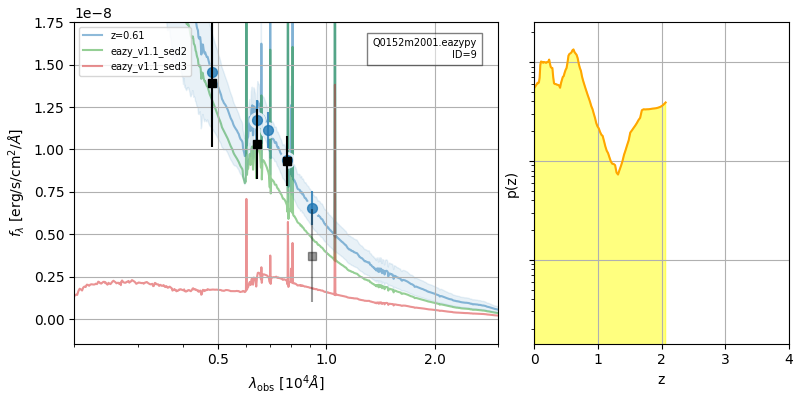 1e−8
1.75
1.50
1.25
1.00
0.75
0.50
0.25
0.00
fλ [erg/s/cm²/Å]
z=0.61
eazy_v1.1_sed2
eazy_v1.1_sed3
Q0152m2001.eazypy
ID=9
0.5
1.0
2.0
λobs [10⁴Å]
p(z)
0
1
2
3
4
z